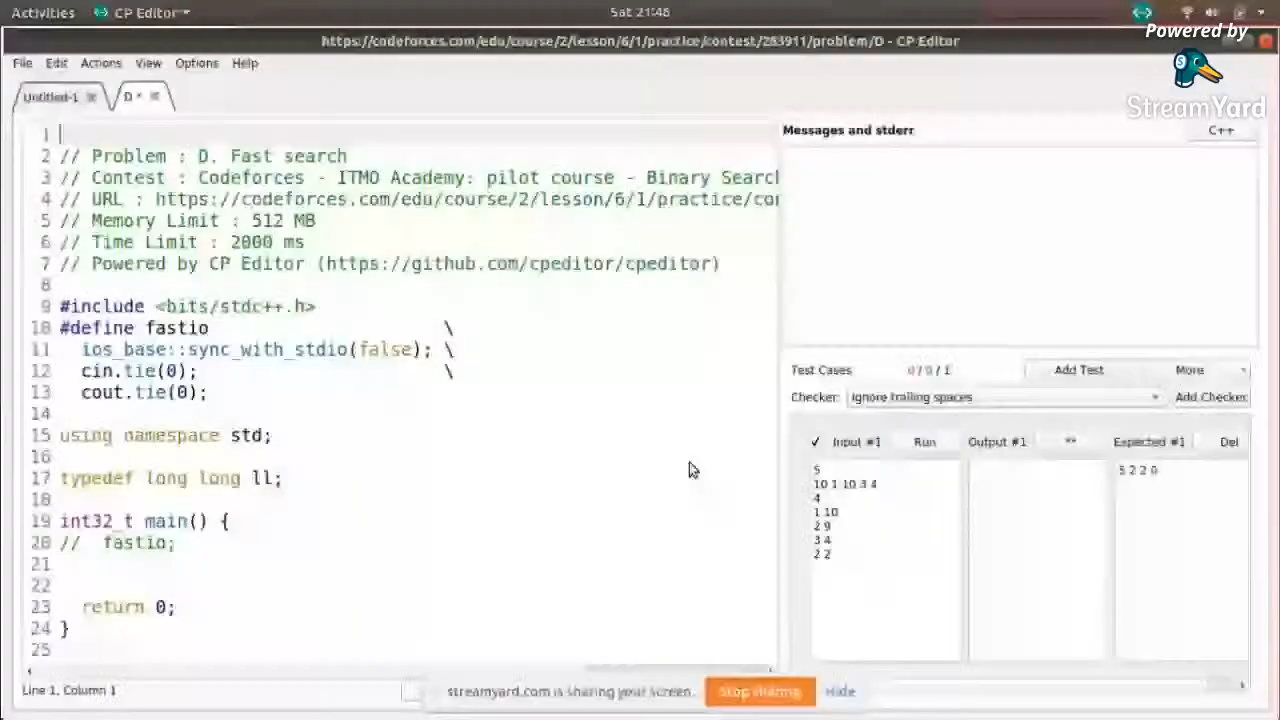 Activities CP Editor Sat 21:48
https://codeforces.com/edu/course/2/lesson/6/1/practice/contest/283911/problem/D - CP Editor
Powered by
StreamYard
File Edit Actions View Options Help
Untitled-1 D *
1
2 // Problem : D. Fast search
3 // Contest : Codeforces - ITMO Academy: pilot course - Binary Search
4 // URL : https://codeforces.com/edu/course/2/lesson/6/1/practice/con
5 // Memory Limit : 512 MB
6 // Time Limit : 2000 ms
7 // Powered by CP Editor (https://github.com/cpeditor/cpeditor)
8
9 #include <bits/stdc++.h>
10 #define fastio \
11 ios_base::sync_with_stdio(false); \
12 cin.tie(0); \
13 cout.tie(0);
14
15 using namespace std;
16
17 typedef long long ll;
18
19 int32_t main() {
20 // fastio;
21
22
23 return 0;
24 }
25
Line 1, Column 1
Messages and stderr C++
Test Cases 0 / 0 / 1 Add Test More
Checker: Ignore trailing spaces Add Checker
Input #1 Run Output #1 ** Expected #1 Del
5
10 1 10 3 4
4
1 10
2 9
3 4
2 2
5 2 2 0
streamyard.com is sharing your screen. Stop sharing Hide